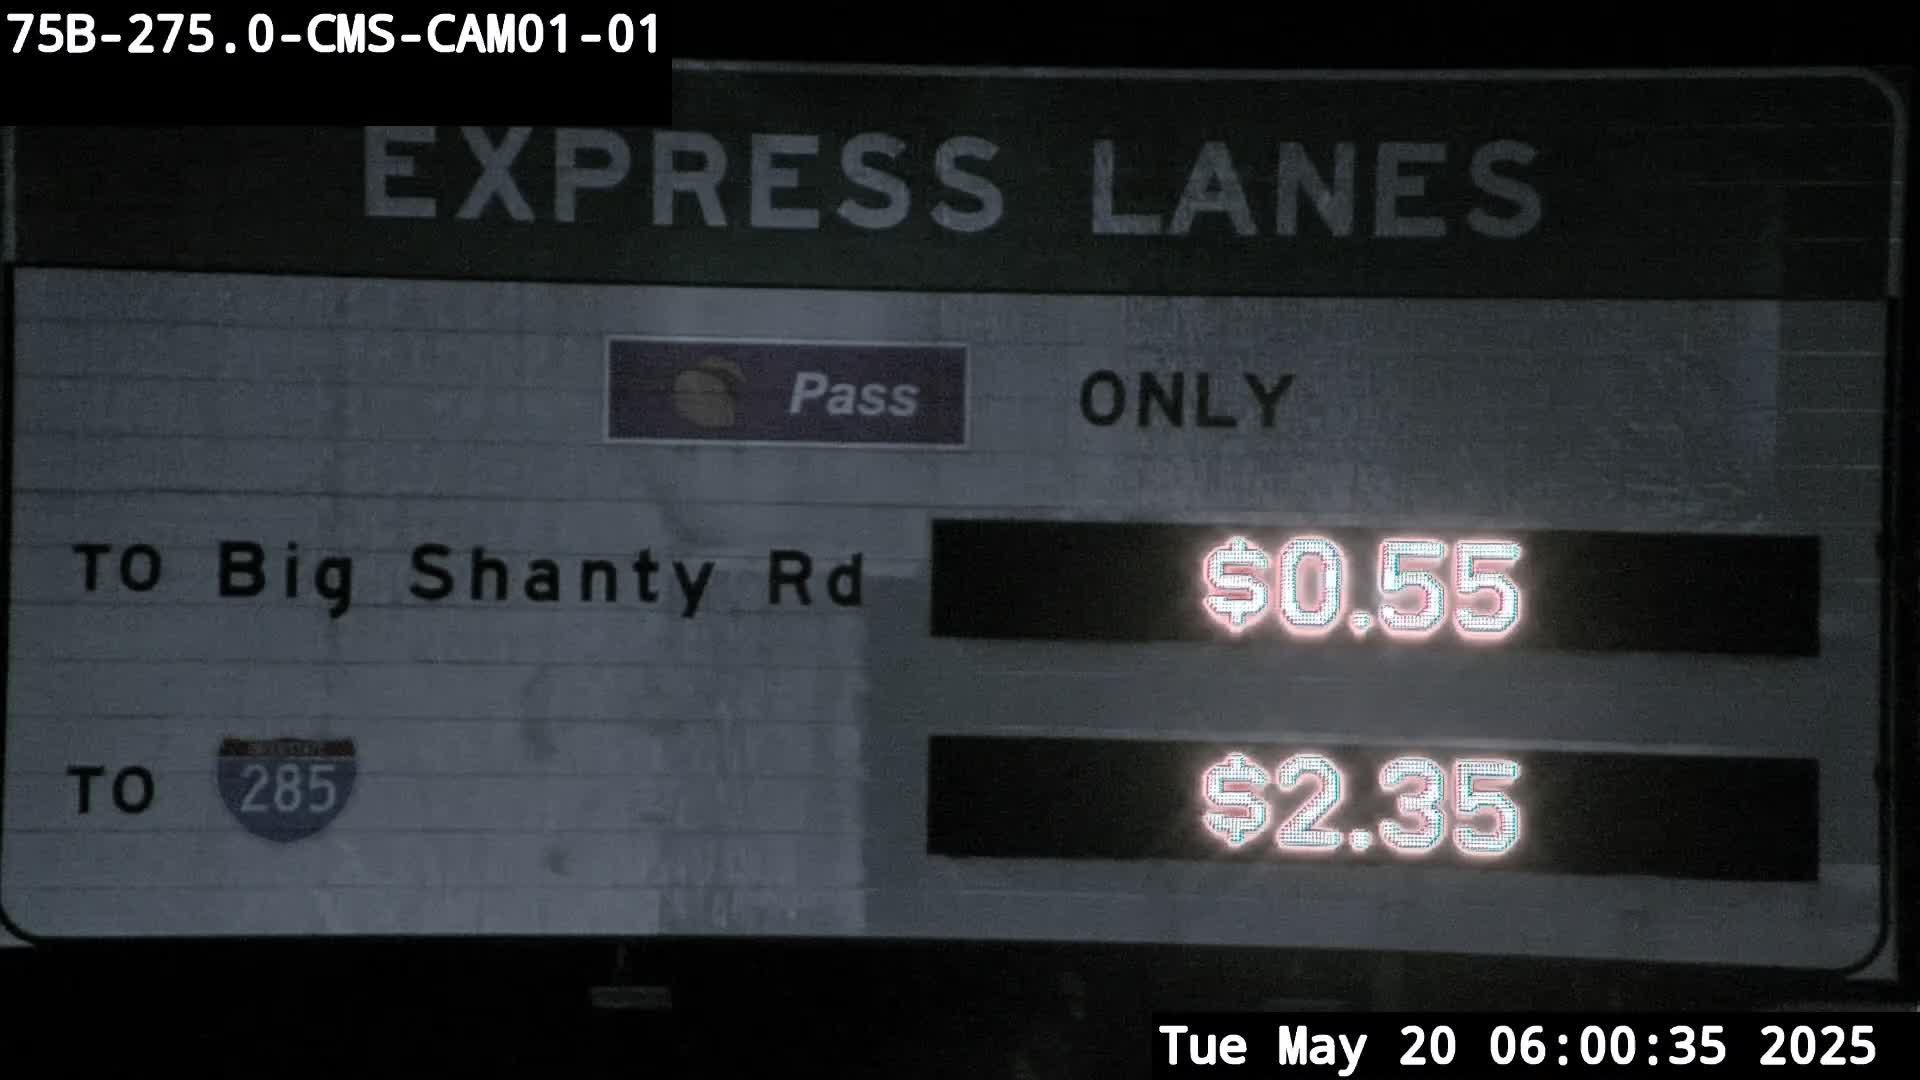 75B-275.0-CMS-CAM01-01
EXPRESS LANES
Pass ONLY
TO Big Shanty Rd $0.55
TO 285 $2.35
Tue May 20 06:00:35 2025